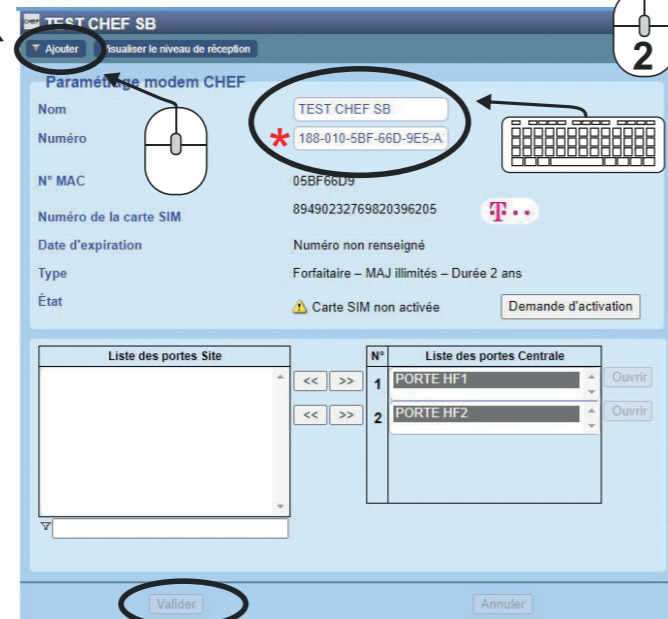 CHEF TEST CHEF SB
Ajouter Visualiser le niveau de réception
2
Paramétrage modem CHEF
Nom TEST CHEF SB
Numéro * 188-010-5BF-66D-9E5-A
N° MAC 05BF66D9
Numéro de la carte SIM 89490232769820396205 T··
Date d'expiration Numéro non renseigné
Type Forfaitaire – MAJ illimités – Durée 2 ans
État Carte SIM non activée Demande d'activation
Liste des portes Site N° Liste des portes Centrale
<< >> 1 PORTE HF1 Ouvrir
<< >> 2 PORTE HF2 Ouvrir
Valider Annuler